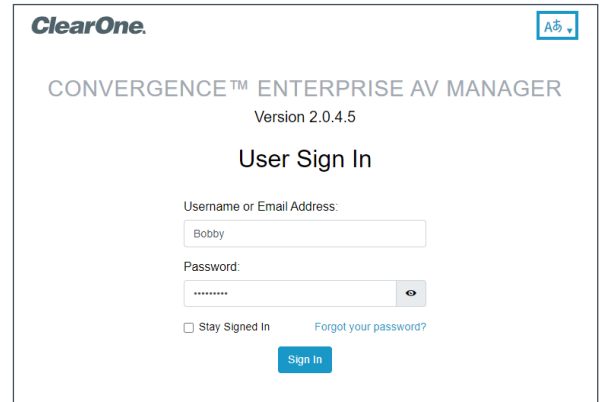 ClearOne.
Aあ
CONVERGENCE™ ENTERPRISE AV MANAGER
Version 2.0.4.5
User Sign In
Username or Email Address:
Bobby
Password:
•••••••••
Stay Signed In Forgot your password?
Sign In